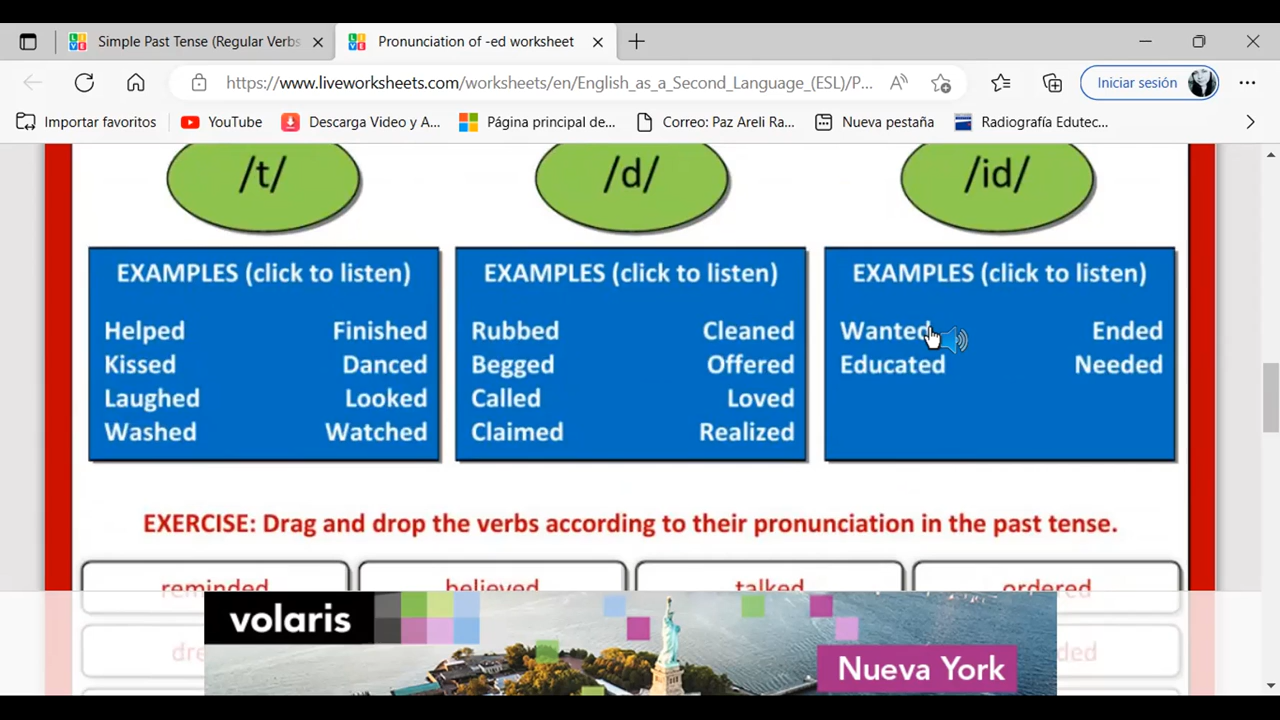 Simple Past Tense (Regular Verbs
Pronunciation of -ed worksheet
https://www.liveworksheets.com/worksheets/en/English_as_a_Second_Language_(ESL)/P...
Iniciar sesión
Importar favoritos
YouTube
Descarga Video y A...
Página principal de...
Correo: Paz Areli Ra...
Nueva pestaña
Radiografía Edutec...
/t/ /d/ /id/
EXAMPLES (click to listen)
Helped Finished
Kissed Danced
Laughed Looked
Washed Watched
EXAMPLES (click to listen)
Rubbed Cleaned
Begged Offered
Called Loved
Claimed Realized
EXAMPLES (click to listen)
Wanted Ended
Educated Needed
EXERCISE: Drag and drop the verbs according to their pronunciation in the past tense.
reminded believed talked ordered
volaris
Nueva York